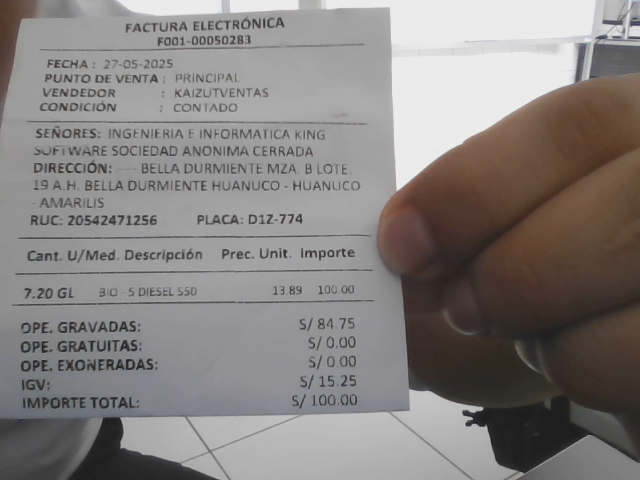 FACTURA ELECTRÓNICA
F001-00050283
FECHA : 27-05-2025
PUNTO DE VENTA : PRINCIPAL
VENDEDOR : KAIZUTVENTAS
CONDICIÓN : CONTADO
SEÑORES: INGENIERIA E INFORMATICA KING
SOFTWARE SOCIEDAD ANONIMA CERRADA
DIRECCIÓN: --- BELLA DURMIENTE MZA. B LOTE.
19 A.H. BELLA DURMIENTE HUANUCO - HUANUCO
- AMARILIS
RUC: 20542471256 PLACA: D1Z-774
Cant. U/Med. Descripción Prec. Unit. Importe
7.20 GL BIO - 5 DIESEL S50 13.89 100.00
OPE. GRAVADAS: S/ 84.75
OPE. GRATUITAS: S/ 0.00
OPE. EXONERADAS: S/ 0.00
IGV: S/ 15.25
IMPORTE TOTAL: S/ 100.00